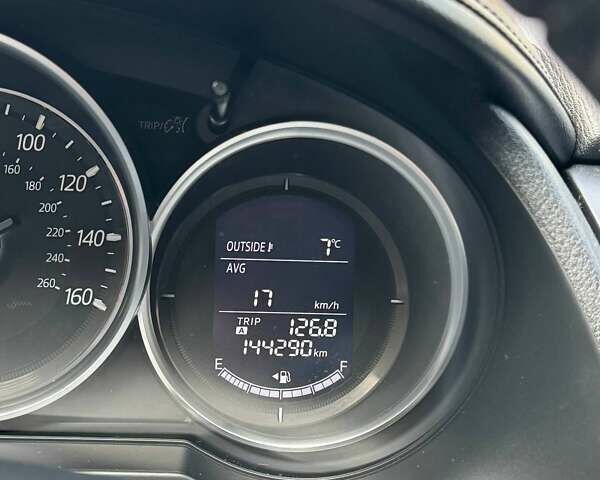 TRIP/
100
120
140
160
160
180
200
220
240
260
OUTSIDE 7°C
AVG
17 km/h
TRIP A 126.8
144290 km
E F